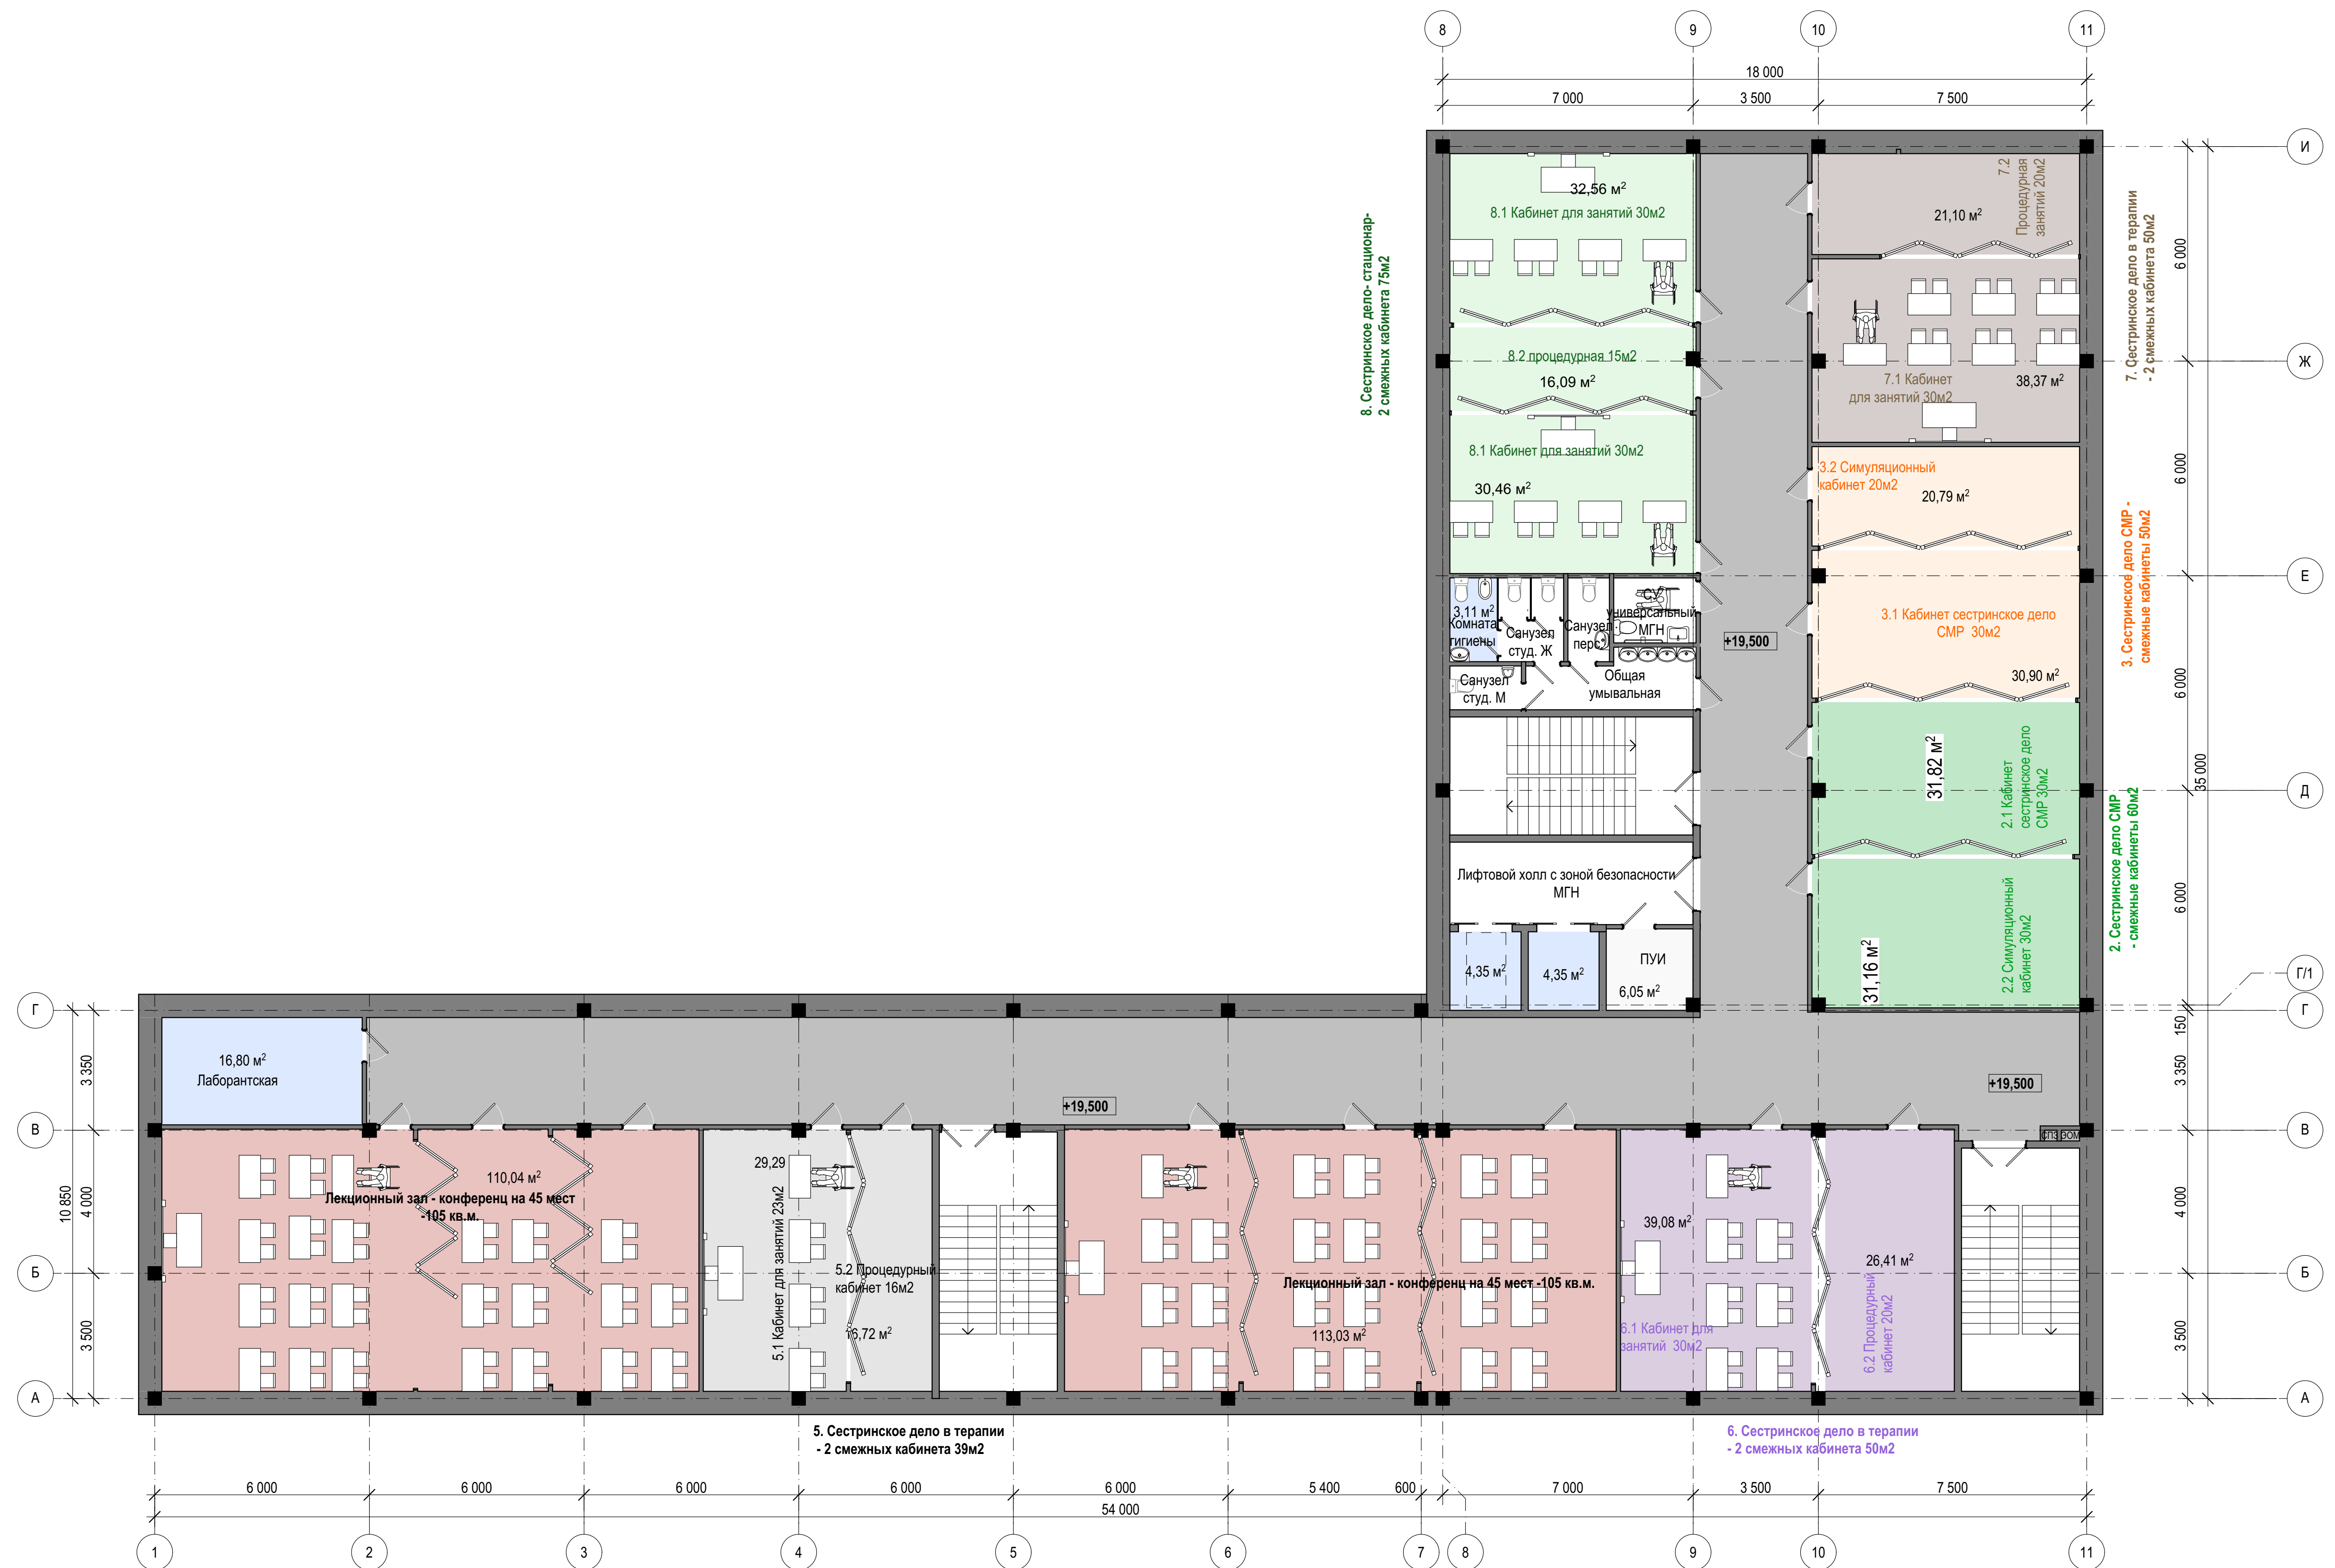 8 9 10 11
18 000
7 000 3 500 7 500
И
Ж
Е
Д
Г/1
Г
В
Б
А
6 000
6 000
6 000
6 000
150
3 350
4 000
3 500
35 000
8. Сестринское дело- стационар-
2 смежных кабинета 75м2
32,56 м²
8.1 Кабинет для занятий 30м2
8.2 процедурная 15м2
16,09 м²
8.1 Кабинет для занятий 30м2
30,46 м²
7.2
Процедурная
занятий 20м2
21,10 м²
7.1 Кабинет
для занятий 30м2
38,37 м²
7. Сестринское дело в терапии
- 2 смежных кабинета 50м2
3.2 Симуляционный
кабинет 20м2
20,79 м²
3.1 Кабинет сестринское дело
СМР 30м2
30,90 м²
3. Сестринское дело СМР -
смежные кабинеты 50м2
31,82 м²
2.1 Кабинет
сестринское дело
СМР 30м2
31,16 м²
2.2 Симуляционный
кабинет 30м2
2. Сестринское дело СМР
- смежные кабинеты 60м2
3,11 м²
Комната
гигиены
Санузел
студ. Ж
Санузел
перс.
СУ
универсальный
МГН
Санузел
студ. М
Общая
умывальная
+19,500
Лифтовой холл с зоной безопасности
МГН
4,35 м²
4,35 м²
ПУИ
6,05 м²
Г
В
Б
А
3 350
4 000
3 500
10 850
16,80 м²
Лаборантская
+19,500
+19,500
СПЗ ЭОМ
110,04 м²
Лекционный зал - конференц на 45 мест
-105 кв.м.
29,29
5.1 Кабинет для занятий 23м2
5.2 Процедурный
кабинет 16м2
16,72 м²
Лекционный зал - конференц на 45 мест -105 кв.м.
113,03 м²
39,08 м²
6.1 Кабинет для
занятий 30м2
26,41 м²
6.2 Процедурный
кабинет 20м2
5. Сестринское дело в терапии
- 2 смежных кабинета 39м2
6. Сестринское дело в терапии
- 2 смежных кабинета 50м2
6 000 6 000 6 000 6 000 6 000 5 400 600 7 000 3 500 7 500
54 000
1 2 3 4 5 6 7 8 9 10 11